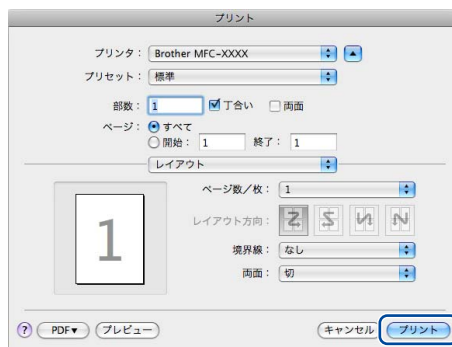 プリント
プリンタ： Brother MFC-XXXX
プリセット： 標準
部数： 1 丁合い 両面
ページ： すべて
開始： 1 終了： 1
レイアウト
ページ数／枚： 1
レイアウト方向：
境界線： なし
両面： 切
1
? PDF▼ プレビュー キャンセル プリント